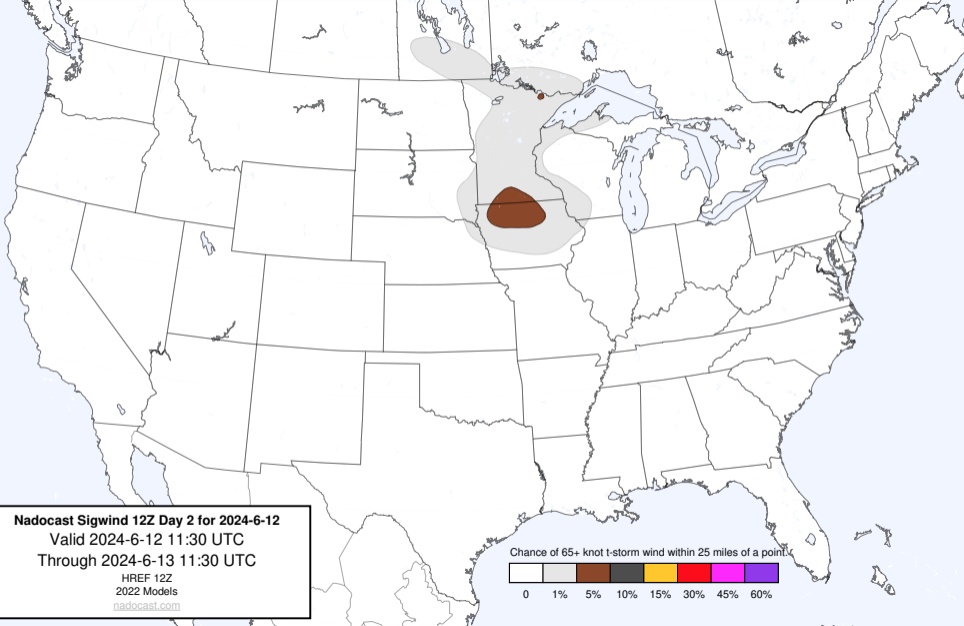 Nadocast Sigwind 12Z Day 2 for 2024-6-12
Valid 2024-6-12 11:30 UTC
Through 2024-6-13 11:30 UTC
HREF 12Z
2022 Models
nadocast.com
Chance of 65+ knot t-storm wind within 25 miles of a point.
0 1% 5% 10% 15% 30% 45% 60%